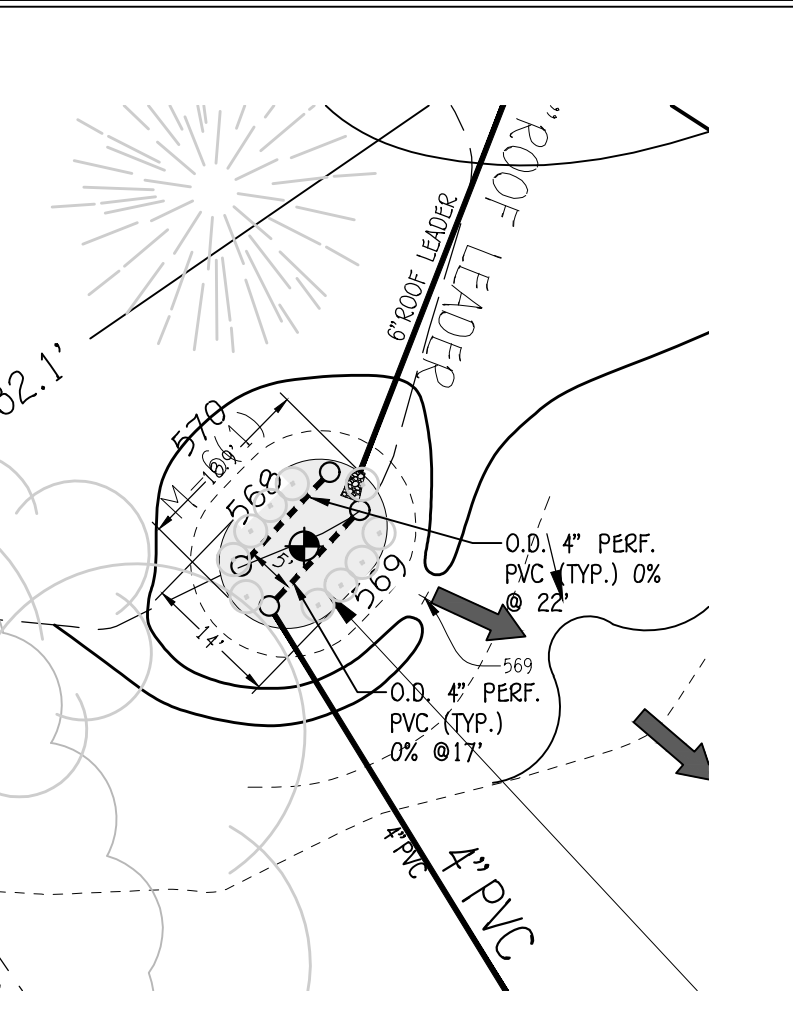 "ROOF LEADER
6"ROOF LEADER
82.1'
570
568
569
5'
14'
O.D. 4" PERF.
PVC (TYP.) 0%
@ 22'
569
O.D. 4" PERF.
PVC (TYP.)
0% @17'
4"PVC
4"PVC